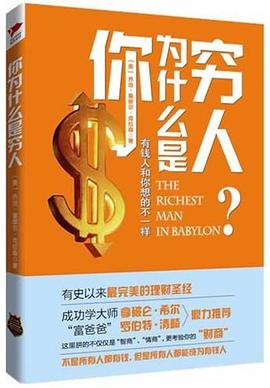 你为什么是穷人
你为什么是穷人?
[美] 乔治·塞缪尔·克拉森 ◎著
有钱人和你想的不一样
THE
RICHEST
MAN
IN BABYLON
有史以来最完美的理财圣经
成功学大师 拿破仑·希尔
“富爸爸” 罗伯特·清崎
鼎力推荐
这里拼的不仅仅是“智商”、“情商”,更考验你的“财商”
不是所有人都有钱,但是所有人都能成为有钱人